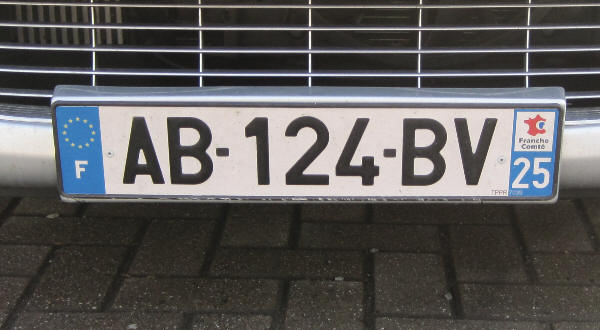 F
AB-124-BV
Franche
Comté
25